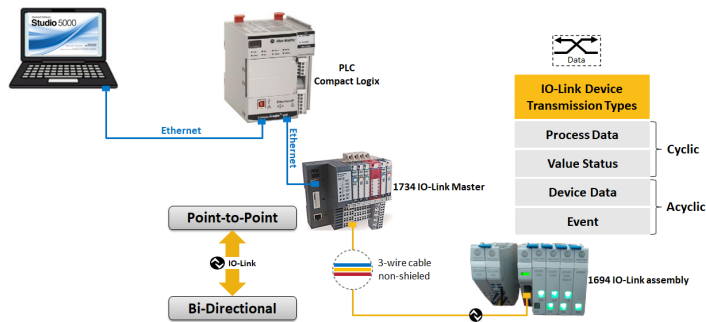 Studio 5000
PLC
Compact Logix
Ethernet
Ethernet
1734 IO-Link Master
Point-to-Point
IO-Link
Bi-Directional
3-wire cable
non-shielded
Data
IO-Link Device
Transmission Types
Process Data
Value Status
Cyclic
Device Data
Event
Acyclic
1694 IO-Link assembly